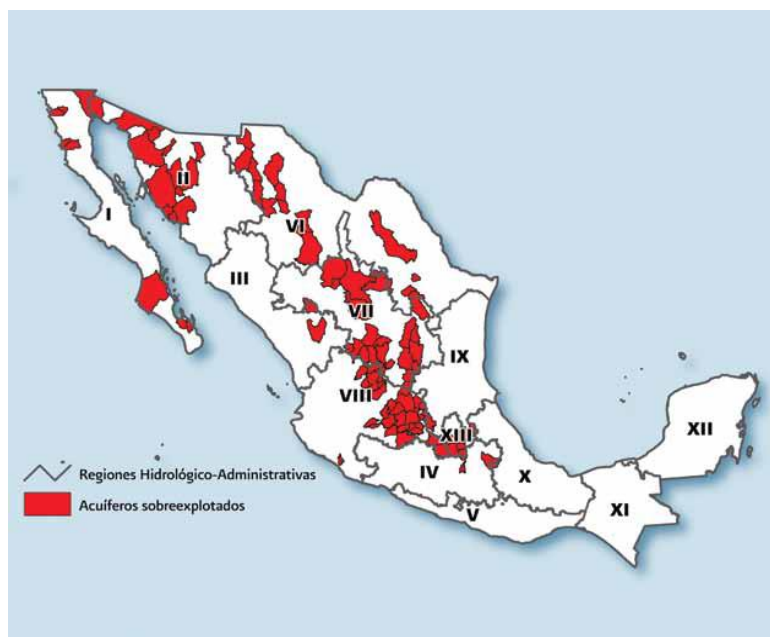 II
I
VI
III
VII
IX
VIII
XIII
XII
IV
X
XI
V
Regiones Hidrológico-Administrativas
Acuíferos sobreexplotados